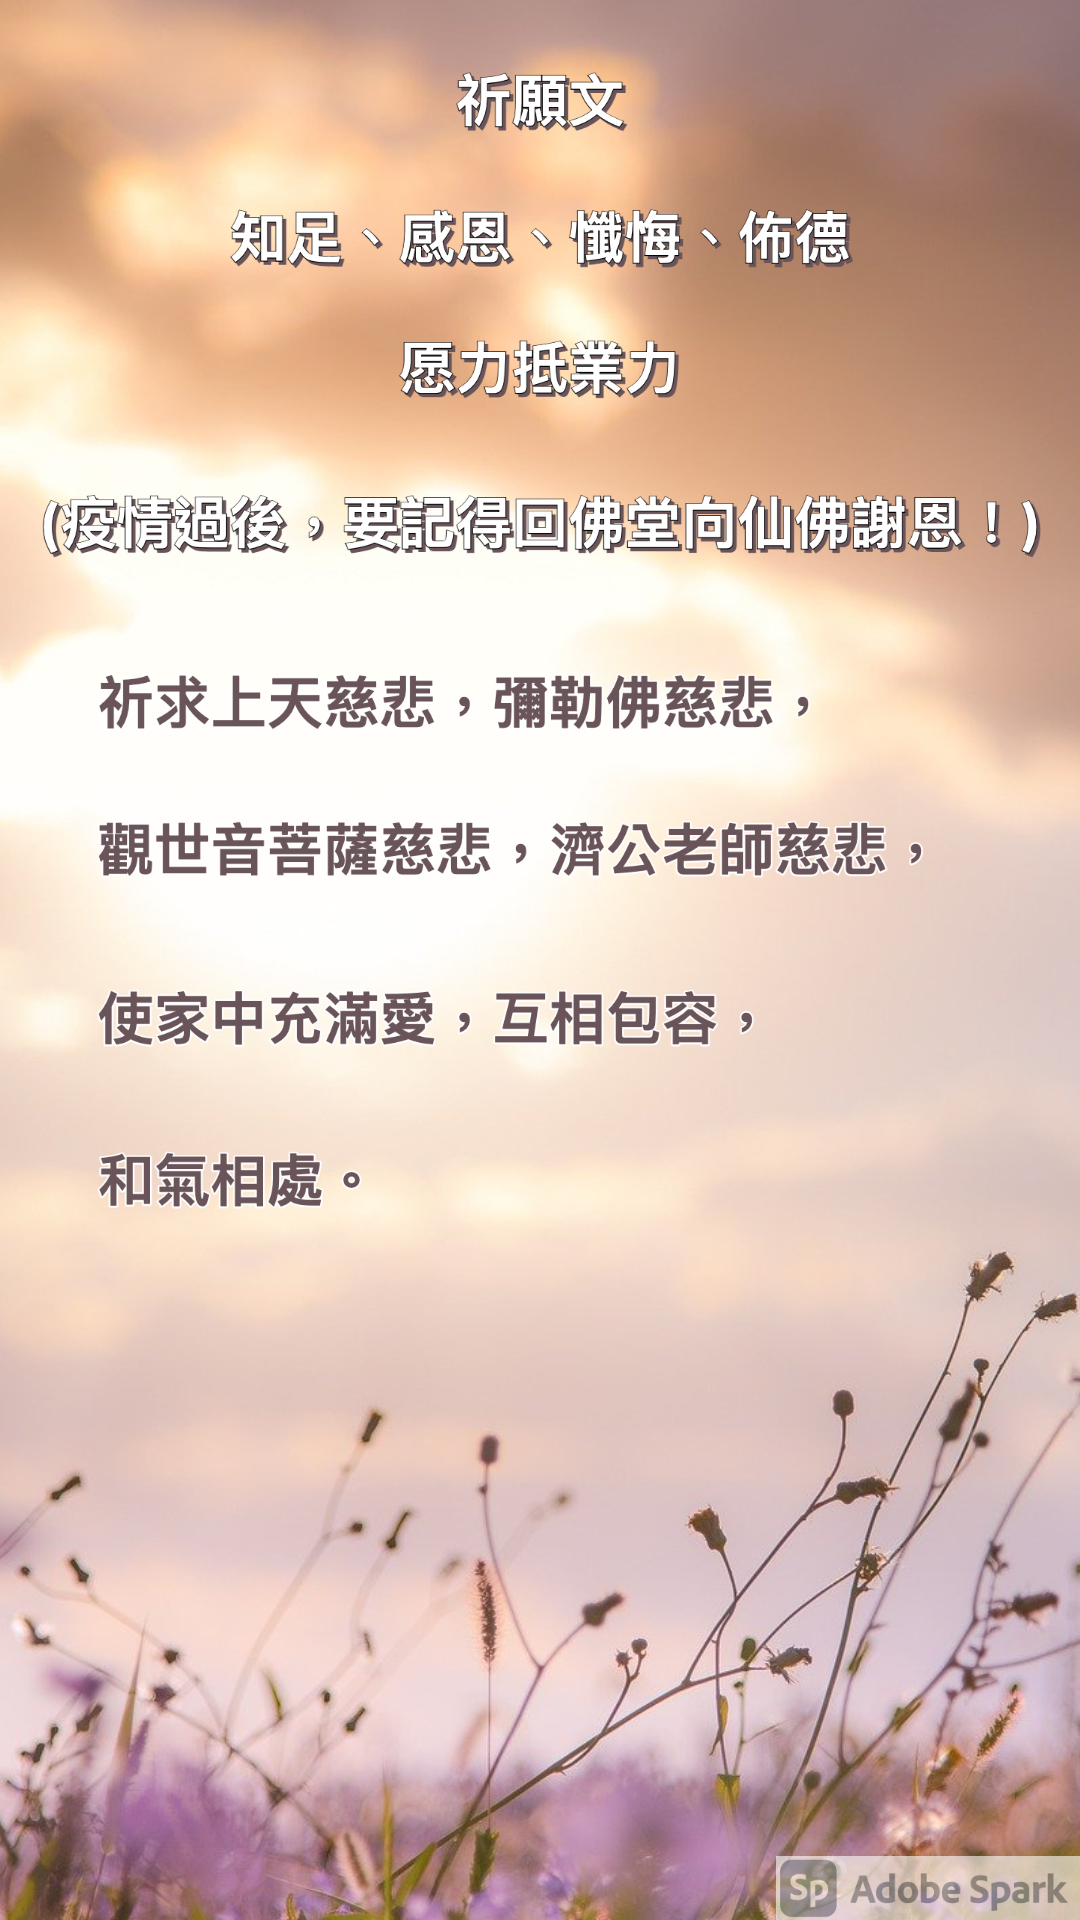 祈願文
知足、感恩、懺悔、佈德
愿力抵業力
(疫情過後，要記得回佛堂向仙佛謝恩！)
祈求上天慈悲，彌勒佛慈悲，
觀世音菩薩慈悲，濟公老師慈悲，
使家中充滿愛，互相包容，
和氣相處。
Sp Adobe Spark